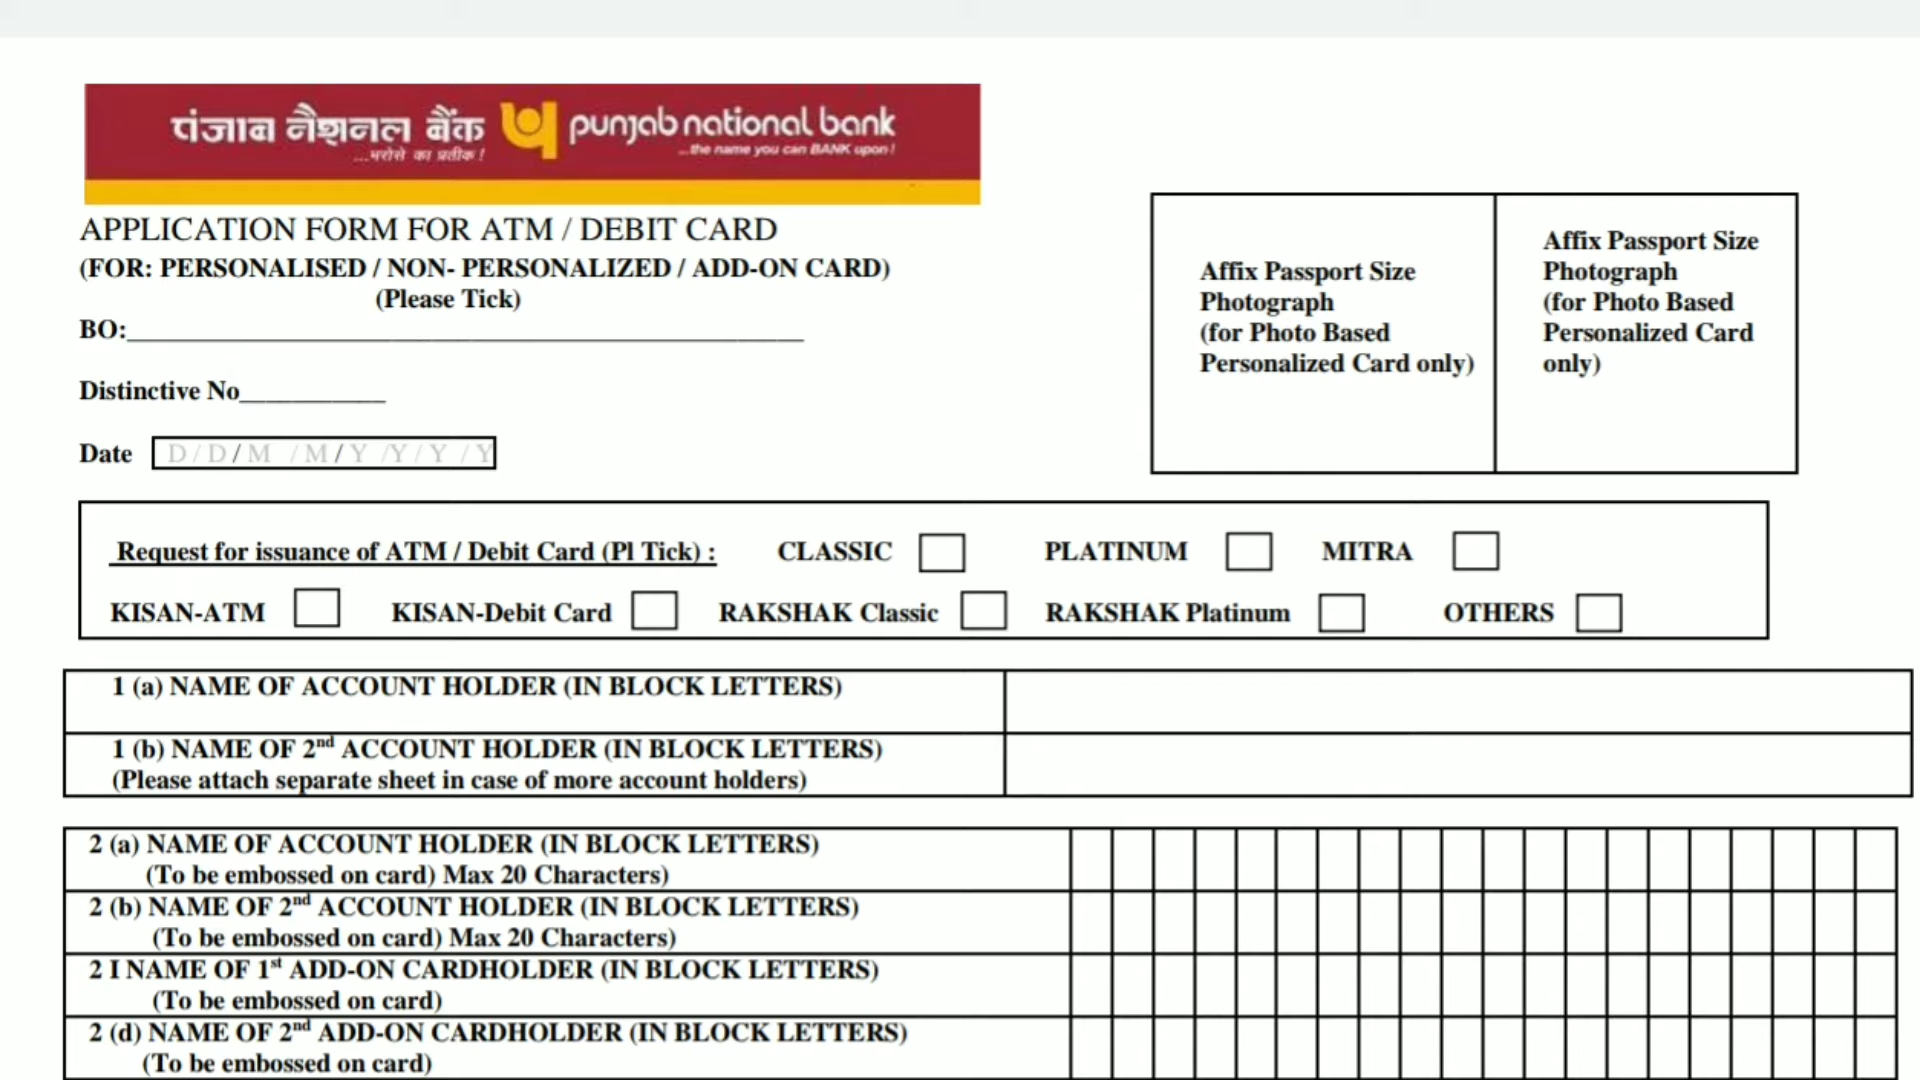 पंजाब नैशनल बैंक punjab national bank
...भरोसे का प्रतीक ! ...the name you can BANK upon !
APPLICATION FORM FOR ATM / DEBIT CARD
(FOR: PERSONALISED / NON- PERSONALIZED / ADD-ON CARD)
(Please Tick)
BO:
Distinctive No
Date D / D / M / M / Y / Y / Y / Y
Affix Passport Size
Photograph
(for Photo Based
Personalized Card only)
Affix Passport Size
Photograph
(for Photo Based
Personalized Card
only)
Request for issuance of ATM / Debit Card (Pl Tick) : CLASSIC PLATINUM MITRA
KISAN-ATM KISAN-Debit Card RAKSHAK Classic RAKSHAK Platinum OTHERS
1 (a) NAME OF ACCOUNT HOLDER (IN BLOCK LETTERS)
1 (b) NAME OF 2nd ACCOUNT HOLDER (IN BLOCK LETTERS)
(Please attach separate sheet in case of more account holders)
2 (a) NAME OF ACCOUNT HOLDER (IN BLOCK LETTERS)
(To be embossed on card) Max 20 Characters)
2 (b) NAME OF 2nd ACCOUNT HOLDER (IN BLOCK LETTERS)
(To be embossed on card) Max 20 Characters)
2 I NAME OF 1st ADD-ON CARDHOLDER (IN BLOCK LETTERS)
(To be embossed on card)
2 (d) NAME OF 2nd ADD-ON CARDHOLDER (IN BLOCK LETTERS)
(To be embossed on card)